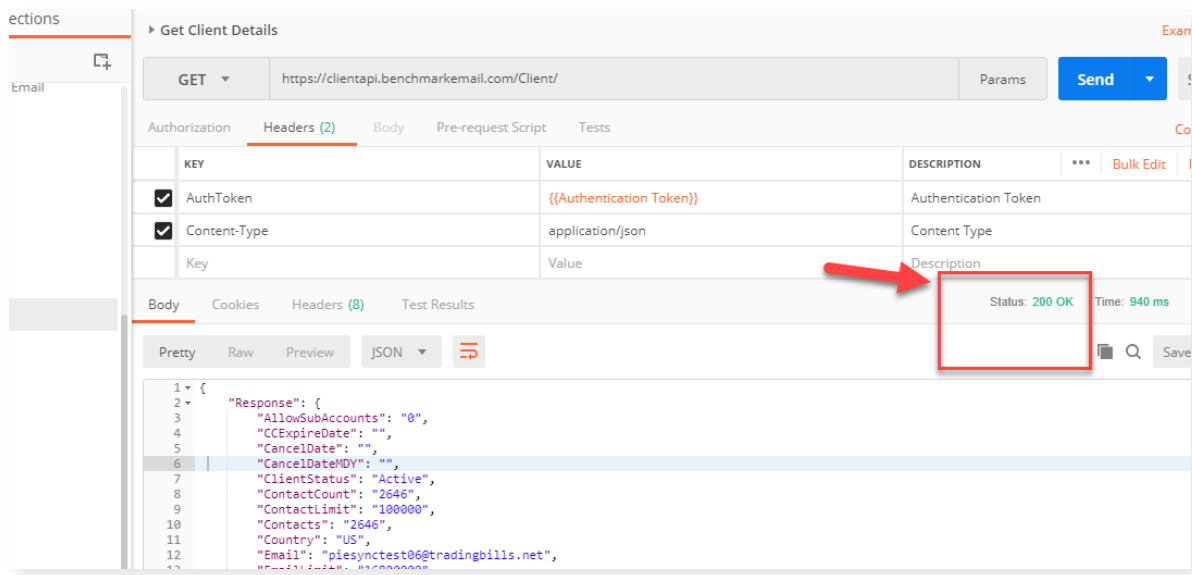 ections
Get Client Details
Exam
GET https://clientapi.benchmarkemail.com/Client/ Params Send S
Email
Authorization Headers (2) Body Pre-request Script Tests
Co
KEY VALUE DESCRIPTION ••• Bulk Edit
AuthToken {{Authentication Token}} Authentication Token
Content-Type application/json Content Type
Key Value Description
Body Cookies Headers (8) Test Results Status: 200 OK Time: 940 ms
Pretty Raw Preview JSON Save
1 {
2 "Response": {
3 "AllowSubAccounts": "0",
4 "CCExpireDate": "",
5 "CancelDate": "",
6 "CancelDateMDY": "",
7 "ClientStatus": "Active",
8 "ContactCount": "2646",
9 "ContactLimit": "100000",
10 "Contacts": "2646",
11 "Country": "US",
12 "Email": "piesynctest06@tradingbills.net",